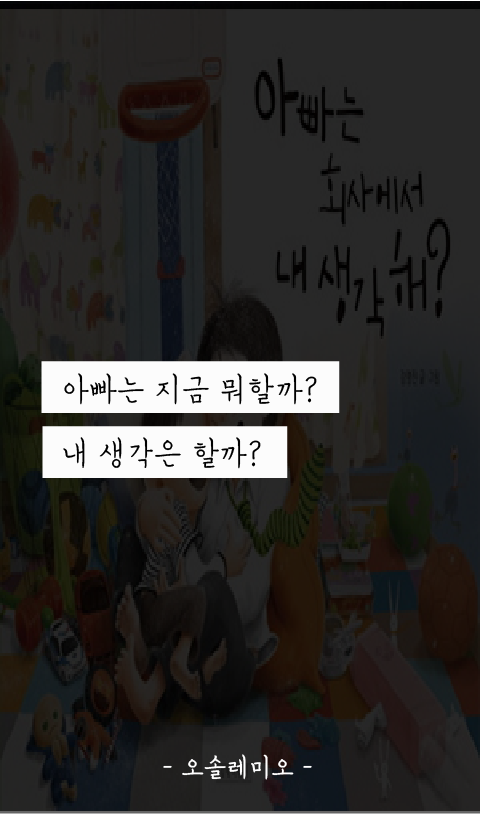 아빠는
회사에서
내 생각 해?
아빠는 지금 뭐할까?
내 생각은 할까?
- 오솔레미오 -